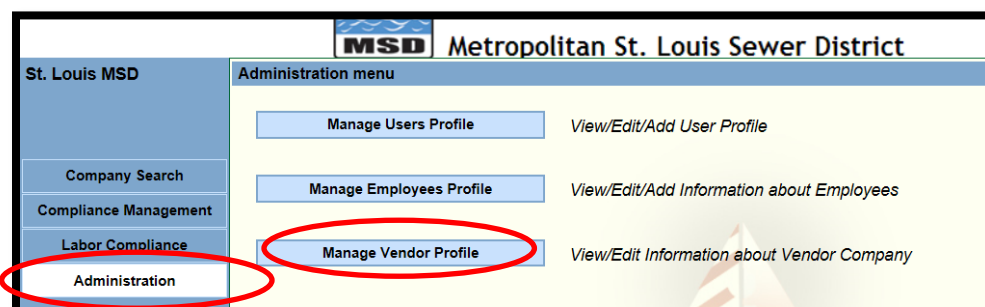 MSD Metropolitan St. Louis Sewer District
St. Louis MSD
Administration menu
Manage Users Profile View/Edit/Add User Profile
Company Search
Manage Employees Profile View/Edit/Add Information about Employees
Compliance Management
Labor Compliance
Manage Vendor Profile View/Edit Information about Vendor Company
Administration